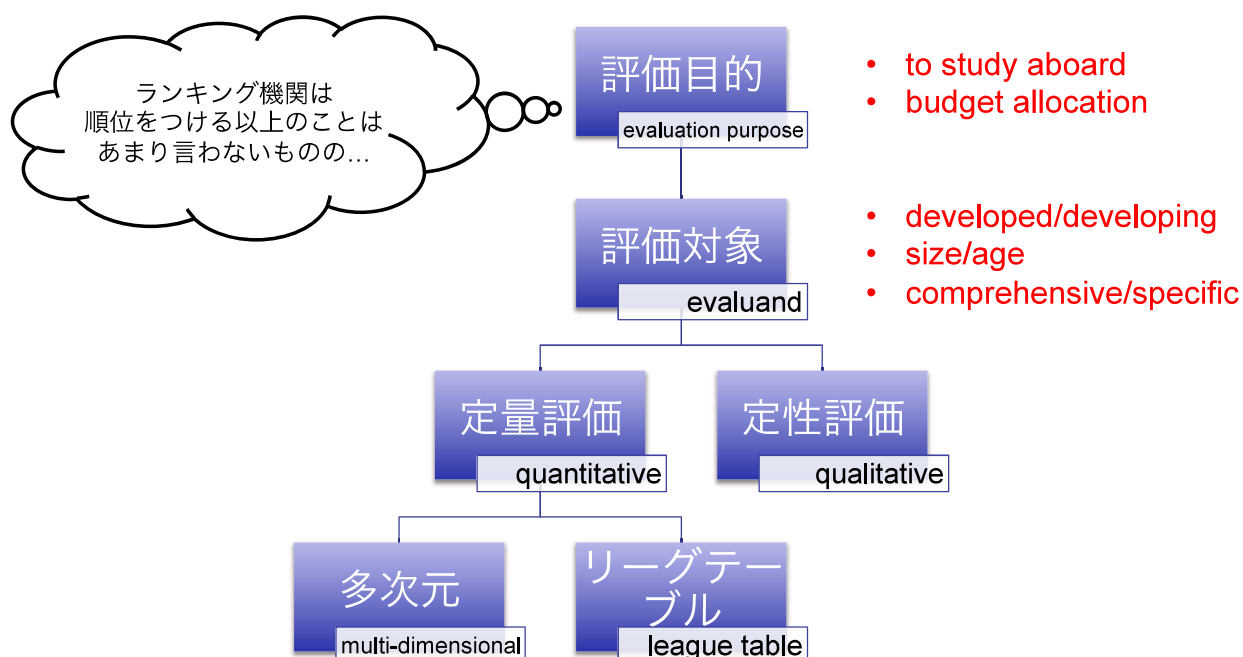 ランキング機関は
順位をつける以上のことは
あまり言わないものの…
評価目的
evaluation purpose
• to study aboard
• budget allocation
評価対象
evaluand
• developed/developing
• size/age
• comprehensive/specific
定量評価
quantitative
定性評価
qualitative
多次元
multi-dimensional
リーグテー
ブル
league table